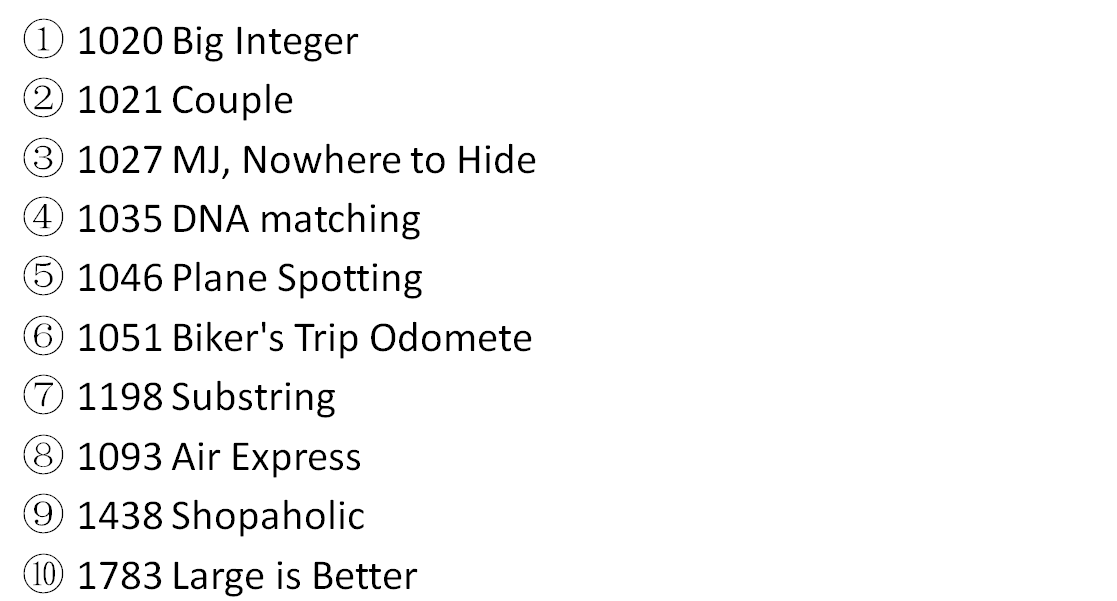 ① 1020 Big Integer
② 1021 Couple
③ 1027 MJ, Nowhere to Hide
④ 1035 DNA matching
⑤ 1046 Plane Spotting
⑥ 1051 Biker's Trip Odomete
⑦ 1198 Substring
⑧ 1093 Air Express
⑨ 1438 Shopaholic
⑩ 1783 Large is Better